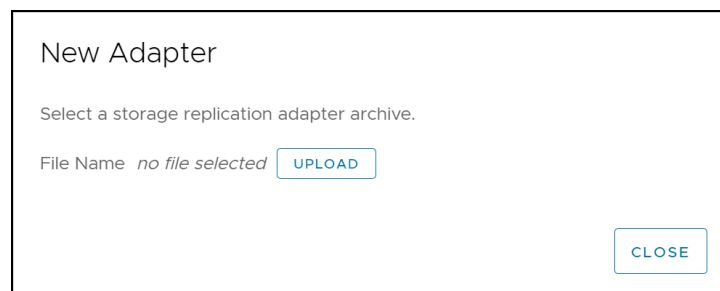 New Adapter
Select a storage replication adapter archive.
File Name no file selected UPLOAD
CLOSE